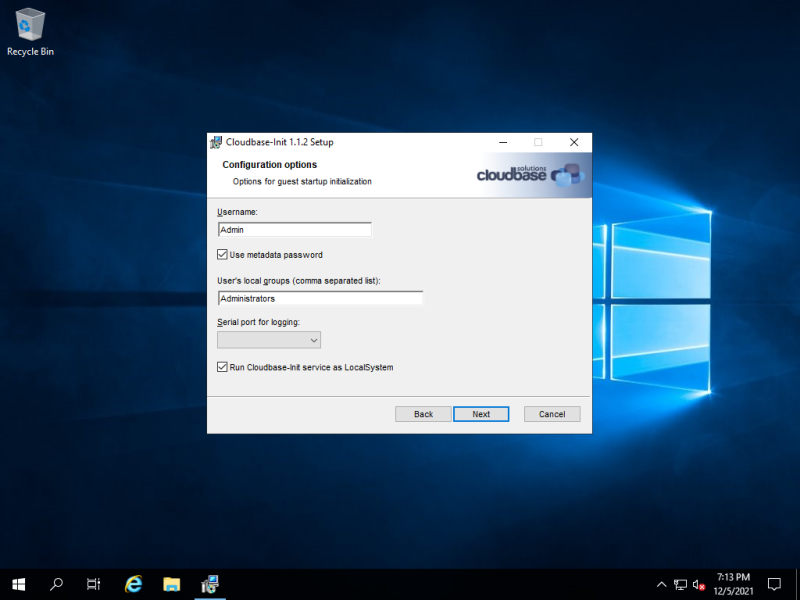 Recycle Bin
Cloudbase-Init 1.1.2 Setup
Configuration options
Options for guest startup initialization
cloudbase solutions
Username:
Admin
Use metadata password
User's local groups (comma separated list):
Administrators
Serial port for logging:
Run Cloudbase-Init service as LocalSystem
Back Next Cancel
7:13 PM
12/5/2021